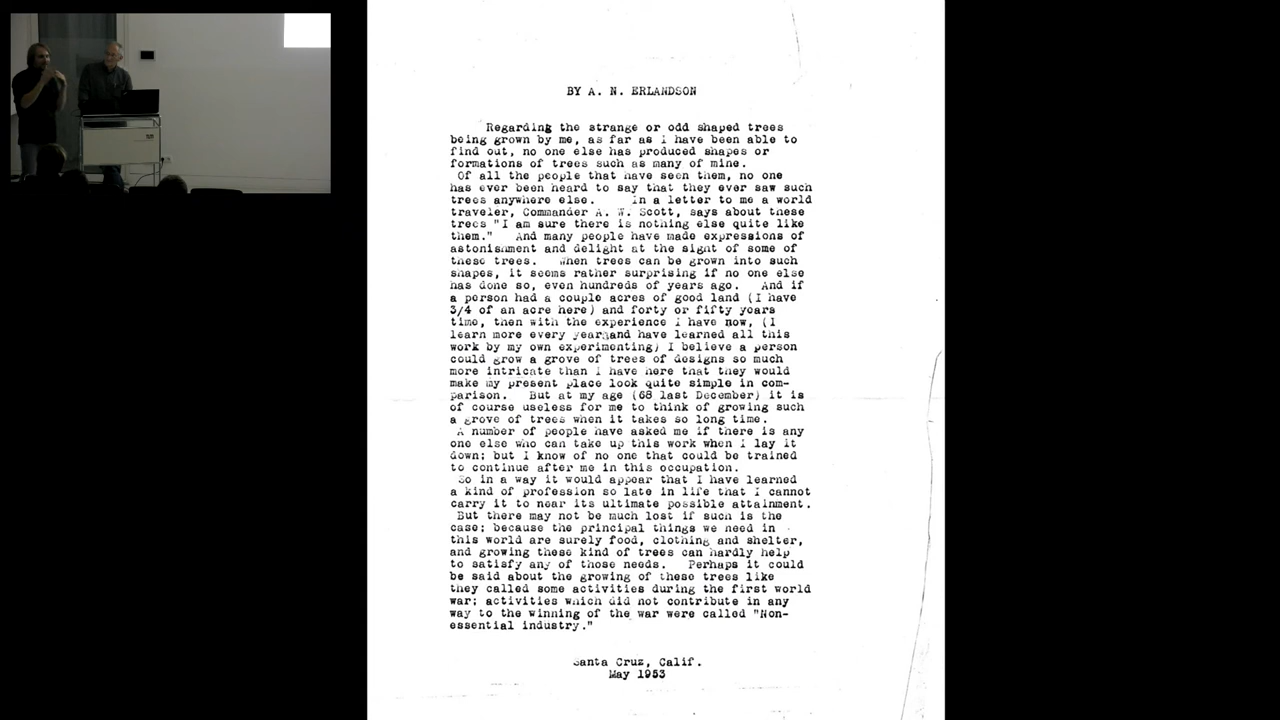 BY A. N. ERLANDSON
Regarding the strange or odd shaped trees
being grown by me, as far as I have been able to
find out, no one else has produced shapes or
formations of trees such as many of mine.
Of all the people that have seen them, no one
has ever been heard to say that they ever saw such
trees anywhere else. In a letter to me a world
traveler, Commander A. W. Scott, says about these
trees "I am sure there is nothing else quite like
them." And many people have made expressions of
astonishment and delight at the sight of some of
these trees. When trees can be grown into such
shapes, it seems rather surprising if no one else
has done so, even hundreds of years ago. And if
a person had a couple acres of good land (I have
3/4 of an acre here) and forty or fifty years
time, then with the experience I have now, (I
learn more every year,and have learned all this
work by my own experimenting) I believe a person
could grow a grove of trees of designs so much
more intricate than I have here that they would
make my present place look quite simple in com-
parison. But at my age (68 last December) it is
of course useless for me to think of growing such
a grove of trees when it takes so long time.
A number of people have asked me if there is any
one else who can take up this work when I lay it
down; but I know of no one that could be trained
to continue after me in this occupation.
So in a way it would appear that I have learned
a kind of profession so late in life that I cannot
carry it to near its ultimate possible attainment.
But there may not be much lost if such is the
case; because the principal things we need in
this world are surely food, clothing and shelter,
and growing these kind of trees can hardly help
to satisfy any of those needs. Perhaps it could
be said about the growing of these trees like
they called some activities during the first world
war; activities which did not contribute in any
way to the winning of the war were called "Non-
essential industry."
Santa Cruz, Calif.
May 1953